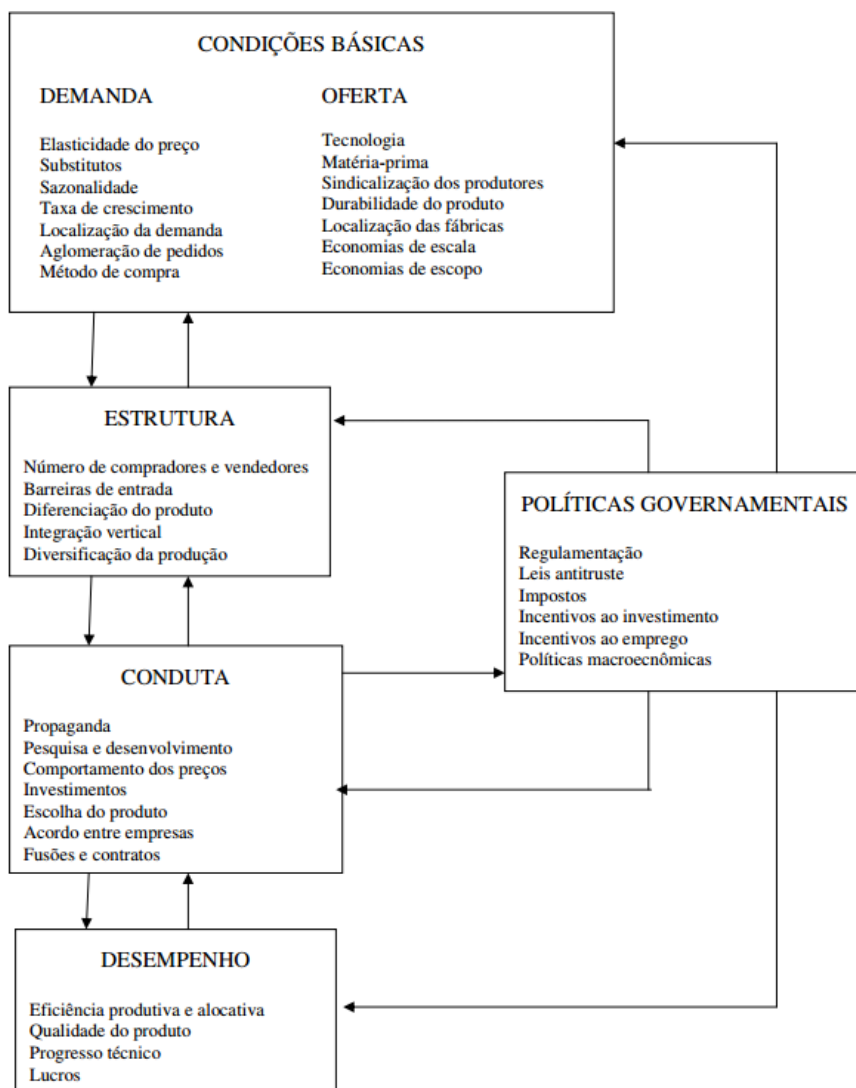 CONDIÇÕES BÁSICAS
DEMANDA
Elasticidade do preço
Substitutos
Sazonalidade
Taxa de crescimento
Localização da demanda
Aglomeração de pedidos
Método de compra
OFERTA
Tecnologia
Matéria-prima
Sindicalização dos produtores
Durabilidade do produto
Localização das fábricas
Economias de escala
Economias de escopo
ESTRUTURA
Número de compradores e vendedores
Barreiras de entrada
Diferenciação do produto
Integração vertical
Diversificação da produção
POLÍTICAS GOVERNAMENTAIS
Regulamentação
Leis antitruste
Impostos
Incentivos ao investimento
Incentivos ao emprego
Políticas macroecnômicas
CONDUTA
Propaganda
Pesquisa e desenvolvimento
Comportamento dos preços
Investimentos
Escolha do produto
Acordo entre empresas
Fusões e contratos
DESEMPENHO
Eficiência produtiva e alocativa
Qualidade do produto
Progresso técnico
Lucros